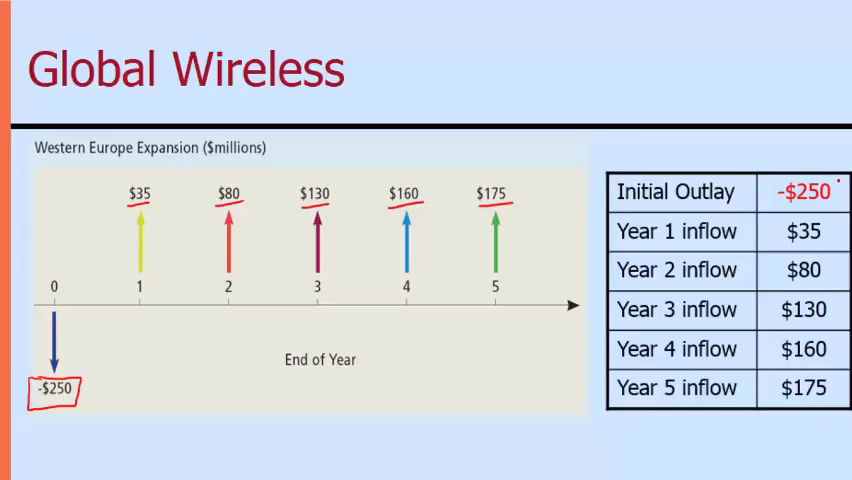 Global Wireless
Western Europe Expansion ($millions)
$35 $80 $130 $160 $175
0 1 2 3 4 5
End of Year
-$250
Initial Outlay -$250
Year 1 inflow $35
Year 2 inflow $80
Year 3 inflow $130
Year 4 inflow $160
Year 5 inflow $175